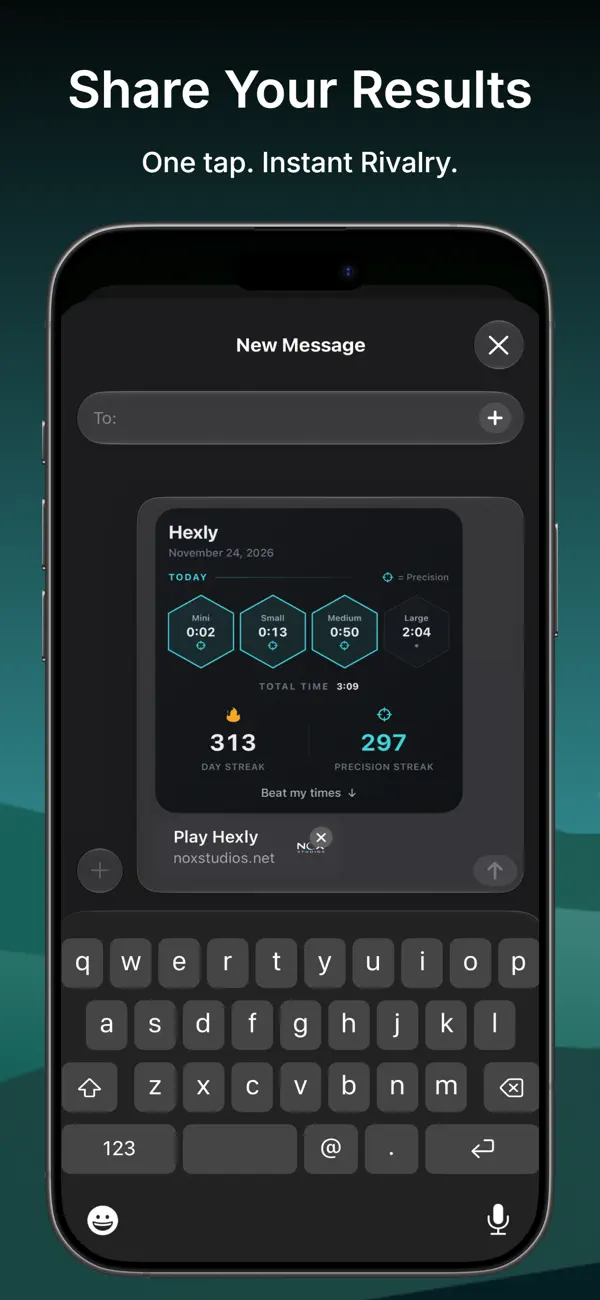 Share Your Results
One tap. Instant Rivalry.
New Message
To:
Hexly
November 24, 2026
TODAY
= Precision
Mini
0:02
Small
0:13
Medium
0:50
Large
2:04
TOTAL TIME 3:09
313
297
DAY STREAK
PRECISION STREAK
Beat my times ↓
Play Hexly
noxstudios.net
q w e r t y u i o p
a s d f g h j k l
z x c v b n m
123 @ .